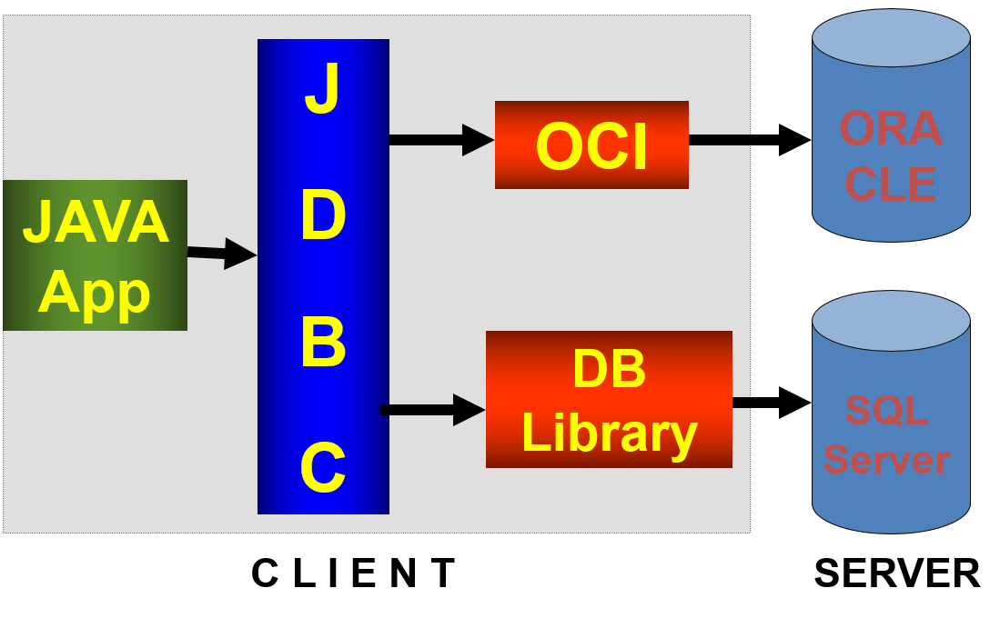 JAVA
App
J
D
B
C
OCI
DB
Library
ORA
CLE
SQL
Server
C L I E N T
SERVER